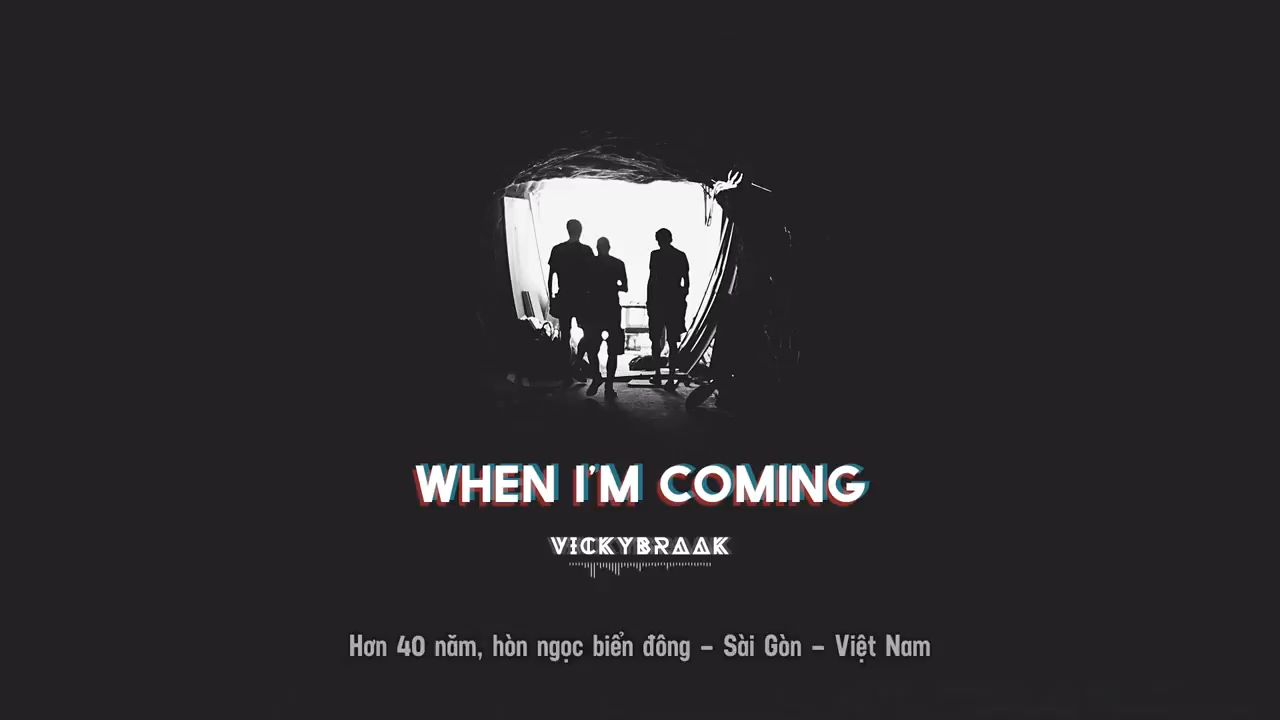 WHEN I'M COMING
VICKYBRAAK
Hơn 40 năm, hòn ngọc biển đông – Sài Gòn – Việt Nam